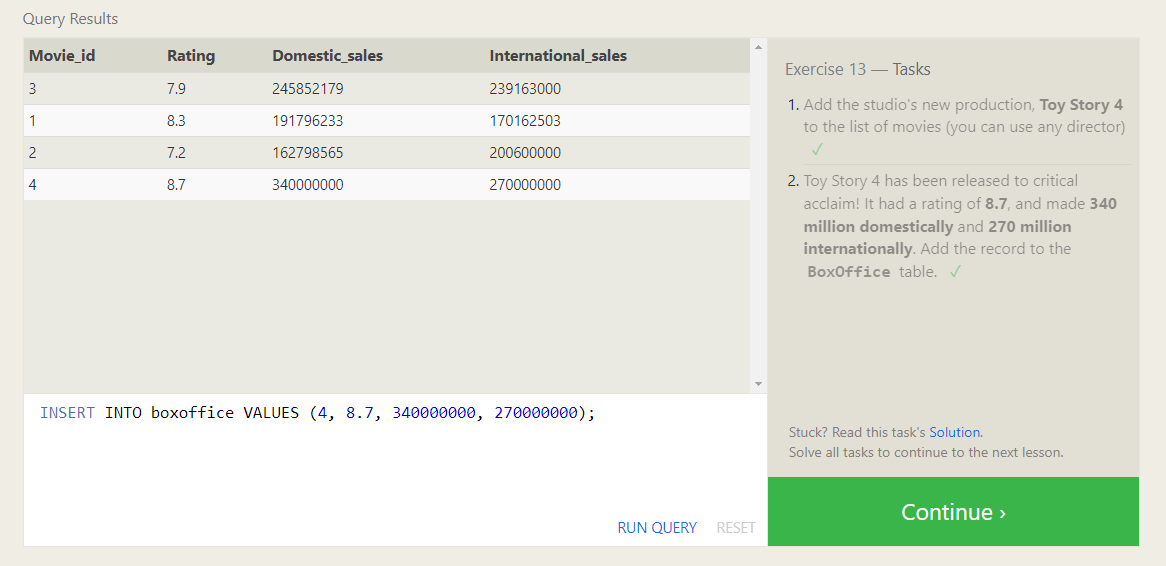 Query Results
Movie_id Rating Domestic_sales International_sales
3 7.9 245852179 239163000
1 8.3 191796233 170162503
2 7.2 162798565 200600000
4 8.7 340000000 270000000
INSERT INTO boxoffice VALUES (4, 8.7, 340000000, 270000000);
RUN QUERY RESET
Exercise 13 — Tasks
1. Add the studio's new production, Toy Story 4
to the list of movies (you can use any director)
✓
2. Toy Story 4 has been released to critical
acclaim! It had a rating of 8.7, and made 340
million domestically and 270 million
internationally. Add the record to the
BoxOffice table. ✓
Stuck? Read this task's Solution.
Solve all tasks to continue to the next lesson.
Continue ›